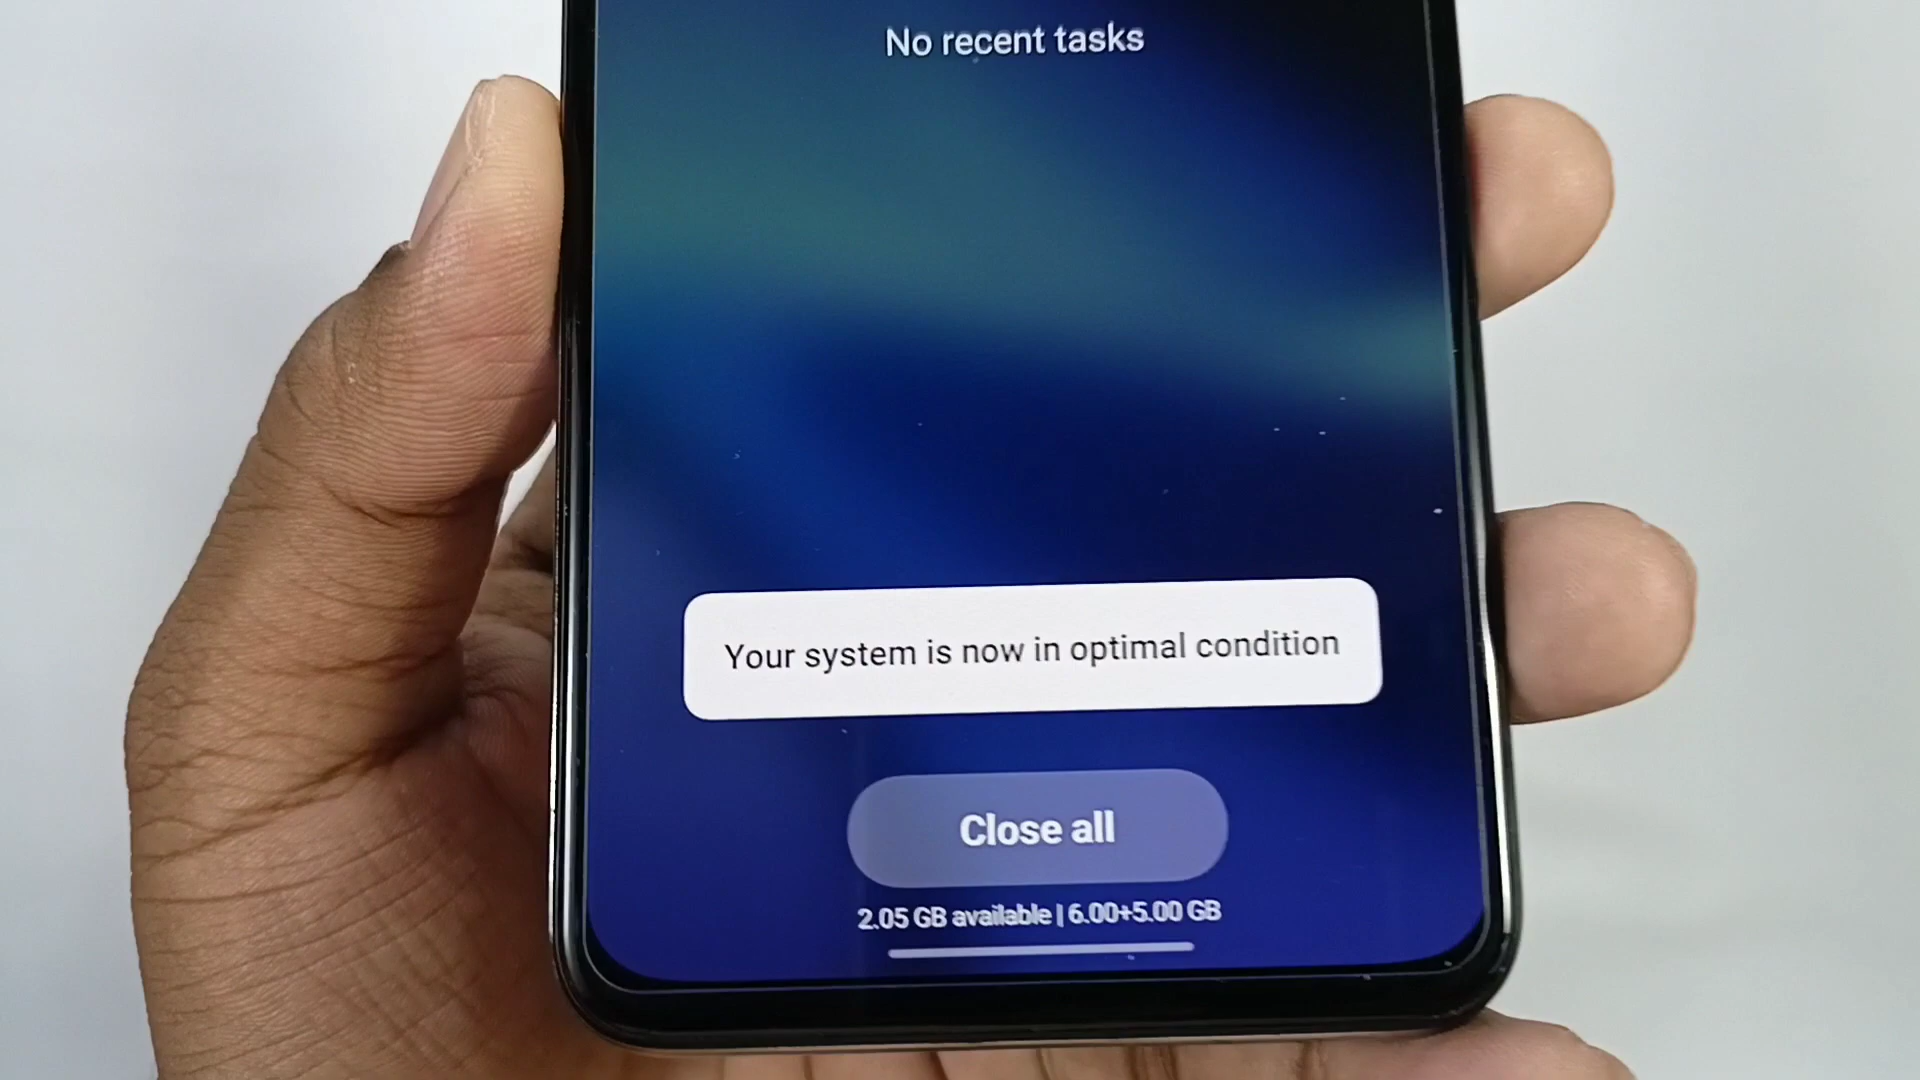 No recent tasks
Your system is now in optimal condition
Close all
2.05 GB available | 6.00+5.00 GB